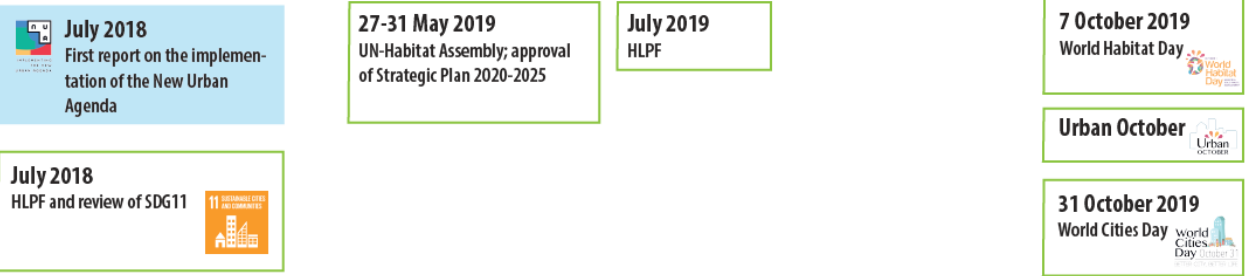 July 2018
First report on the implemen-
tation of the New Urban
Agenda
July 2018
HLPF and review of SDG11
11 SUSTAINABLE CITIES
AND COMMUNITIES
27-31 May 2019
UN-Habitat Assembly; approval
of Strategic Plan 2020-2025
July 2019
HLPF
7 October 2019
World Habitat Day
World
Habitat
Day
Urban October
Urban
OCTOBER
31 October 2019
World Cities Day
World
Cities
Day October 31